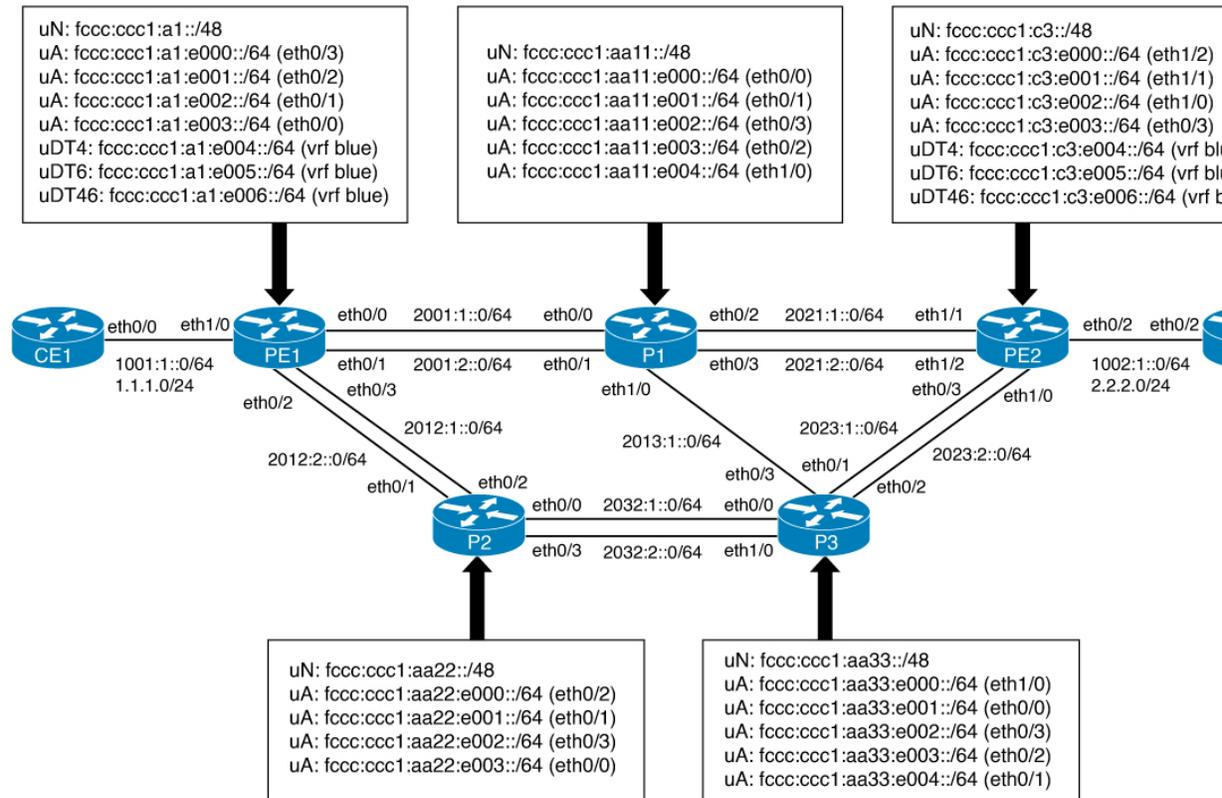 uN: fccc:ccc1:a1::/48
uA: fccc:ccc1:a1:e000::/64 (eth0/3)
uA: fccc:ccc1:a1:e001::/64 (eth0/2)
uA: fccc:ccc1:a1:e002::/64 (eth0/1)
uA: fccc:ccc1:a1:e003::/64 (eth0/0)
uDT4: fccc:ccc1:a1:e004::/64 (vrf blue)
uDT6: fccc:ccc1:a1:e005::/64 (vrf blue)
uDT46: fccc:ccc1:a1:e006::/64 (vrf blue)
uN: fccc:ccc1:aa11::/48
uA: fccc:ccc1:aa11:e000::/64 (eth0/0)
uA: fccc:ccc1:aa11:e001::/64 (eth0/1)
uA: fccc:ccc1:aa11:e002::/64 (eth0/3)
uA: fccc:ccc1:aa11:e003::/64 (eth0/2)
uA: fccc:ccc1:aa11:e004::/64 (eth1/0)
uN: fccc:ccc1:c3::/48
uA: fccc:ccc1:c3:e000::/64 (eth1/2)
uA: fccc:ccc1:c3:e001::/64 (eth1/1)
uA: fccc:ccc1:c3:e002::/64 (eth1/0)
uA: fccc:ccc1:c3:e003::/64 (eth0/3)
uDT4: fccc:ccc1:c3:e004::/64 (vrf
uDT6: fccc:ccc1:c3:e005::/64 (vrf
uDT46: fccc:ccc1:c3:e006::/64 (vrf
CE1
eth0/0
eth1/0
1001:1::0/64
1.1.1.0/24
PE1
eth0/0
2001:1::0/64
eth0/0
eth0/1
2001:2::0/64
eth0/1
P1
eth0/2
2021:1::0/64
eth1/1
eth0/3
2021:2::0/64
eth1/2
PE2
eth0/2
eth0/2
1002:1::0/64
2.2.2.0/24
eth0/3
eth0/2
eth1/0
eth0/3
eth1/0
2012:1::0/64
2012:2::0/64
2013:1::0/64
2023:1::0/64
2023:2::0/64
eth0/1
eth0/2
eth0/3
eth0/1
eth0/2
P2
eth0/0
2032:1::0/64
eth0/0
eth0/3
2032:2::0/64
eth1/0
P3
uN: fccc:ccc1:aa22::/48
uA: fccc:ccc1:aa22:e000::/64 (eth0/2)
uA: fccc:ccc1:aa22:e001::/64 (eth0/1)
uA: fccc:ccc1:aa22:e002::/64 (eth0/3)
uA: fccc:ccc1:aa22:e003::/64 (eth0/0)
uN: fccc:ccc1:aa33::/48
uA: fccc:ccc1:aa33:e000::/64 (eth1/0)
uA: fccc:ccc1:aa33:e001::/64 (eth0/0)
uA: fccc:ccc1:aa33:e002::/64 (eth0/3)
uA: fccc:ccc1:aa33:e003::/64 (eth0/2)
uA: fccc:ccc1:aa33:e004::/64 (eth0/1)